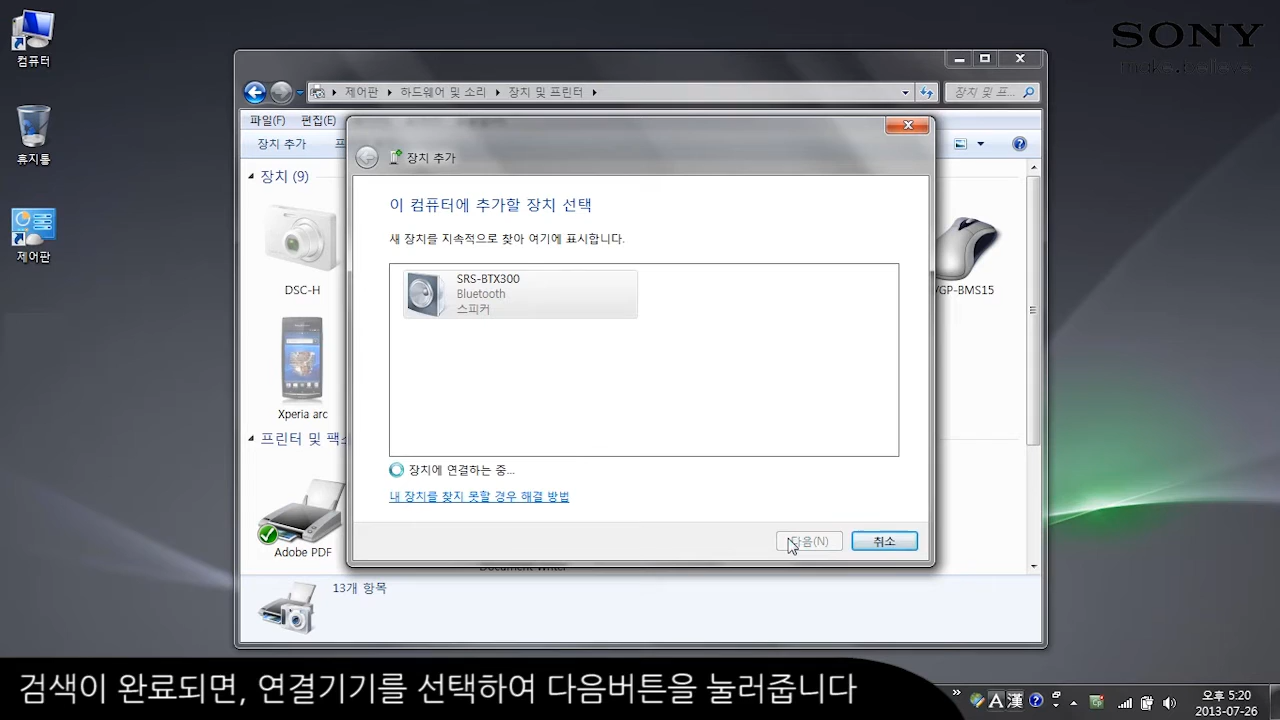 컴퓨터
휴지통
제어판
SONY
make.believe
제어판
하드웨어 및 소리
장치 및 프린터
장치 및 프...
파일(F)
편집(E)
장치 추가
장치 (9)
DSC-H
Xperia arc
VGP-BMS15
프린터 및 팩스
Adobe PDF
Document Writer
13개 항목
장치 추가
이 컴퓨터에 추가할 장치 선택
새 장치를 지속적으로 찾아 여기에 표시합니다.
SRS-BTX300
Bluetooth
스피커
장치에 연결하는 중...
내 장치를 찾지 못할 경우 해결 방법
다음(N)
취소
검색이 완료되면, 연결기기를 선택하여 다음버튼을 눌러줍니다
A 漢
오후 5:20
2013-07-26